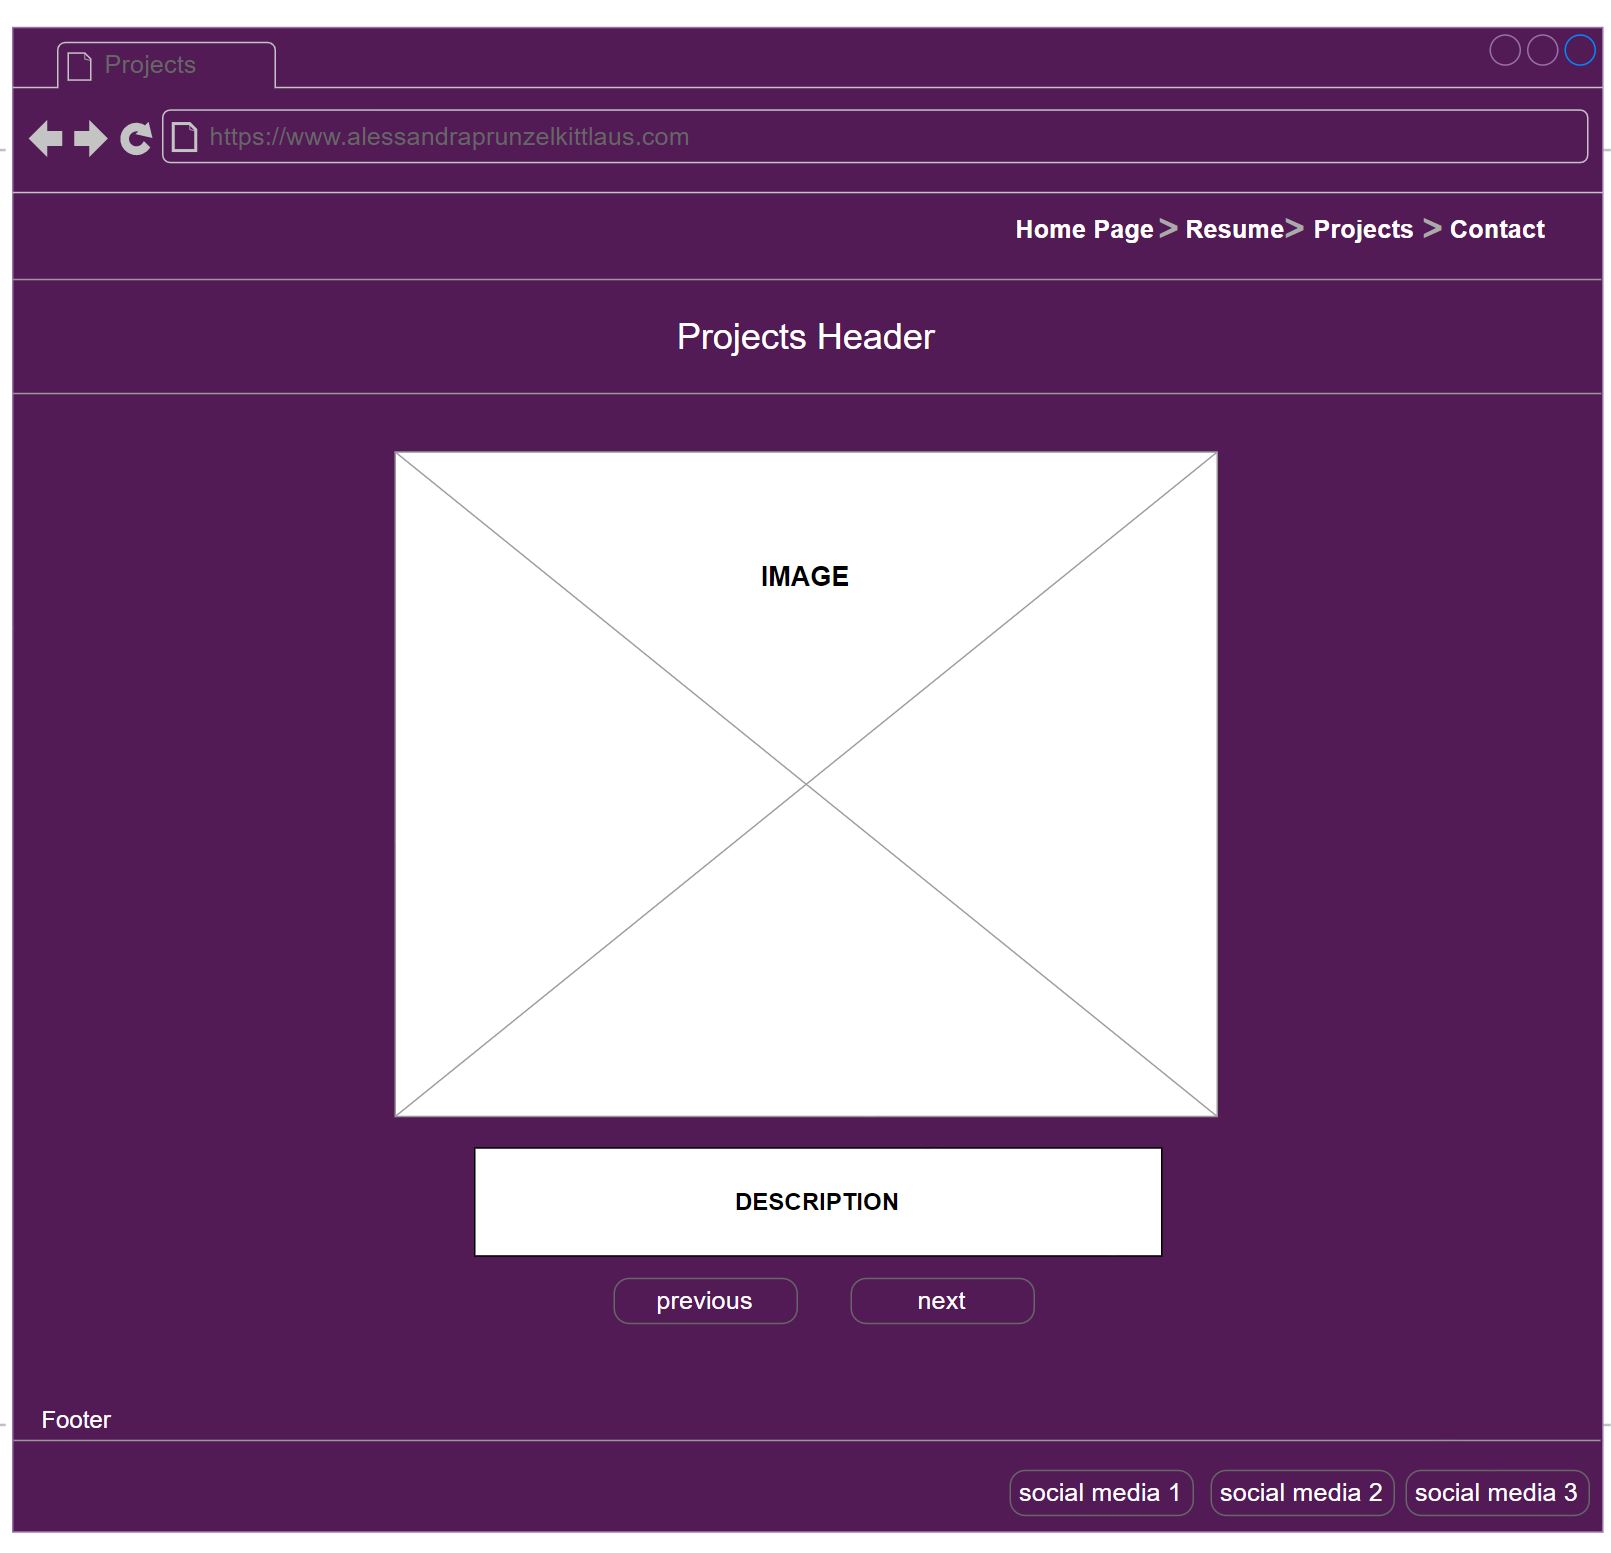 Projects
https://www.alessandraprunzelkittlaus.com
Home Page > Resume> Projects > Contact
Projects Header
IMAGE
DESCRIPTION
previous next
Footer
social media 1 social media 2 social media 3